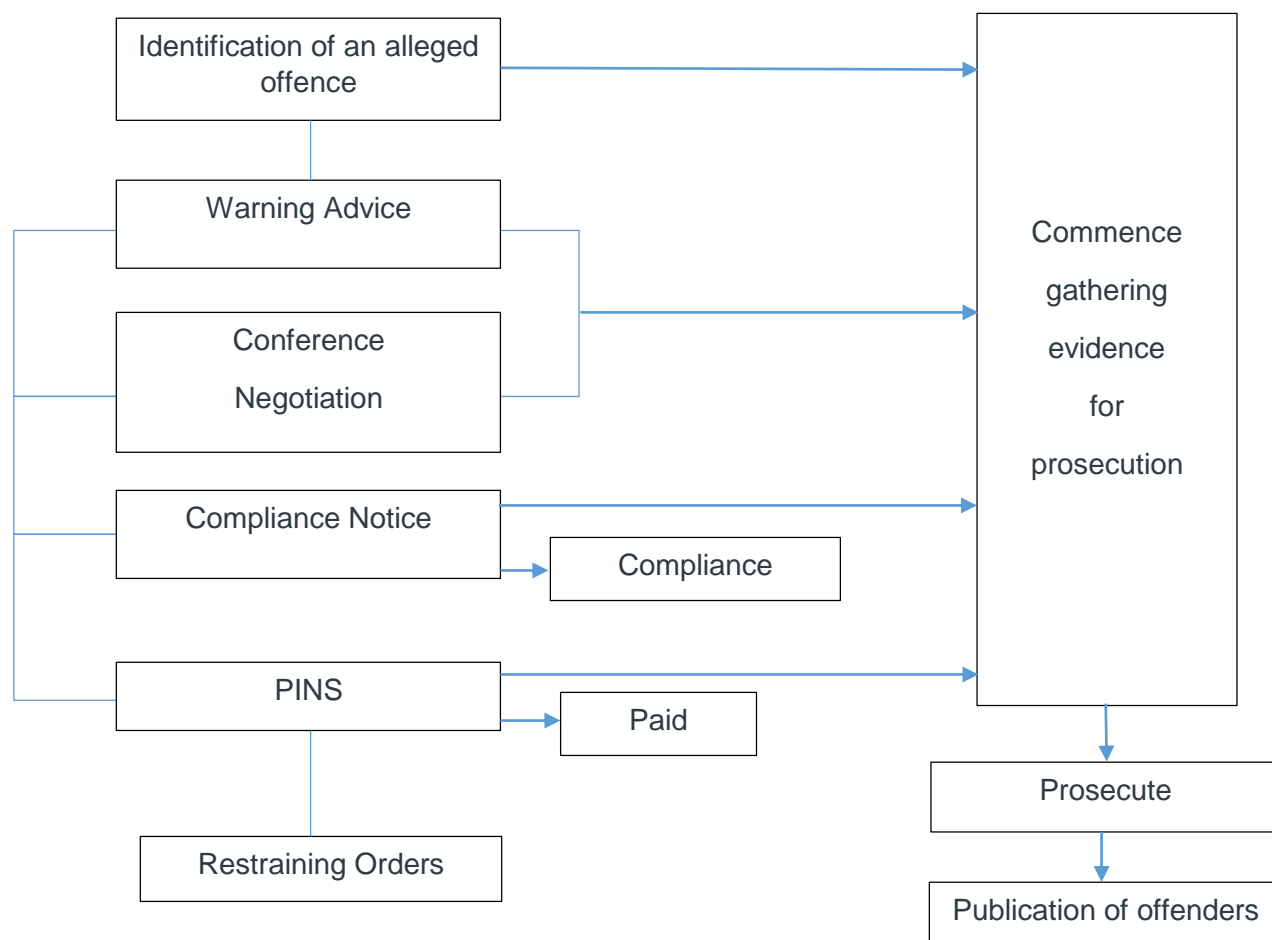 Identification of an alleged
offence
Warning Advice
Conference
Negotiation
Compliance Notice
Compliance
PINS
Paid
Restraining Orders
Commence
gathering
evidence
for
prosecution
Prosecute
Publication of offenders